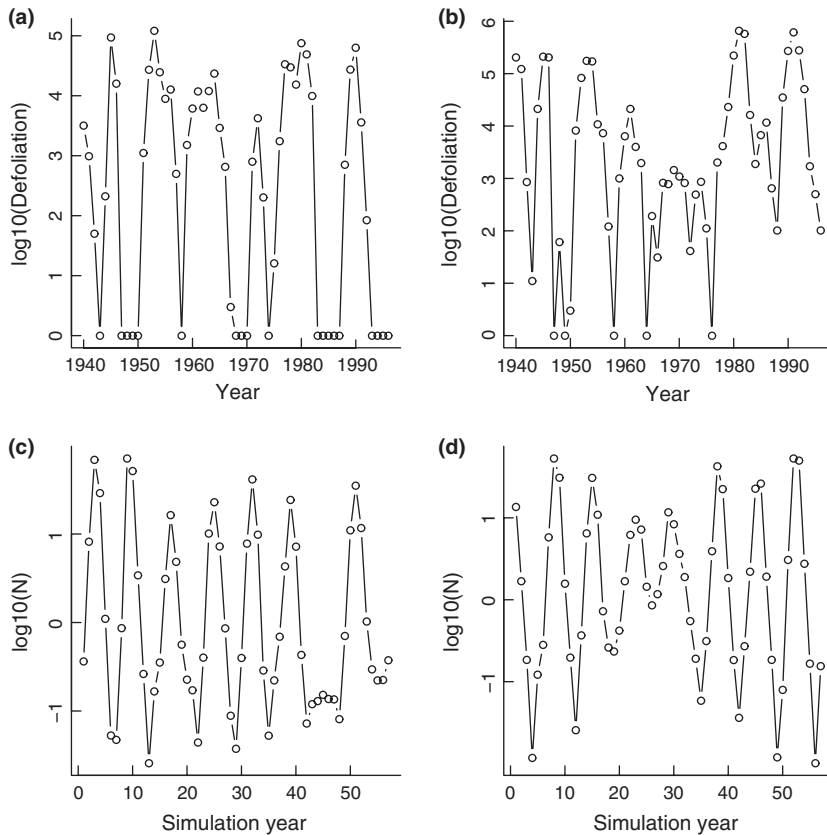 (a)
log10(Defoliation)
5
4
3
2
1
0
1940 1950 1960 1970 1980 1990
Year
(b)
log10(Defoliation)
6
5
4
3
2
1
0
1940 1950 1960 1970 1980 1990
Year
(c)
log10(N)
1
0
−1
0 10 20 30 40 50
Simulation year
(d)
log10(N)
1
0
−1
0 10 20 30 40 50
Simulation year